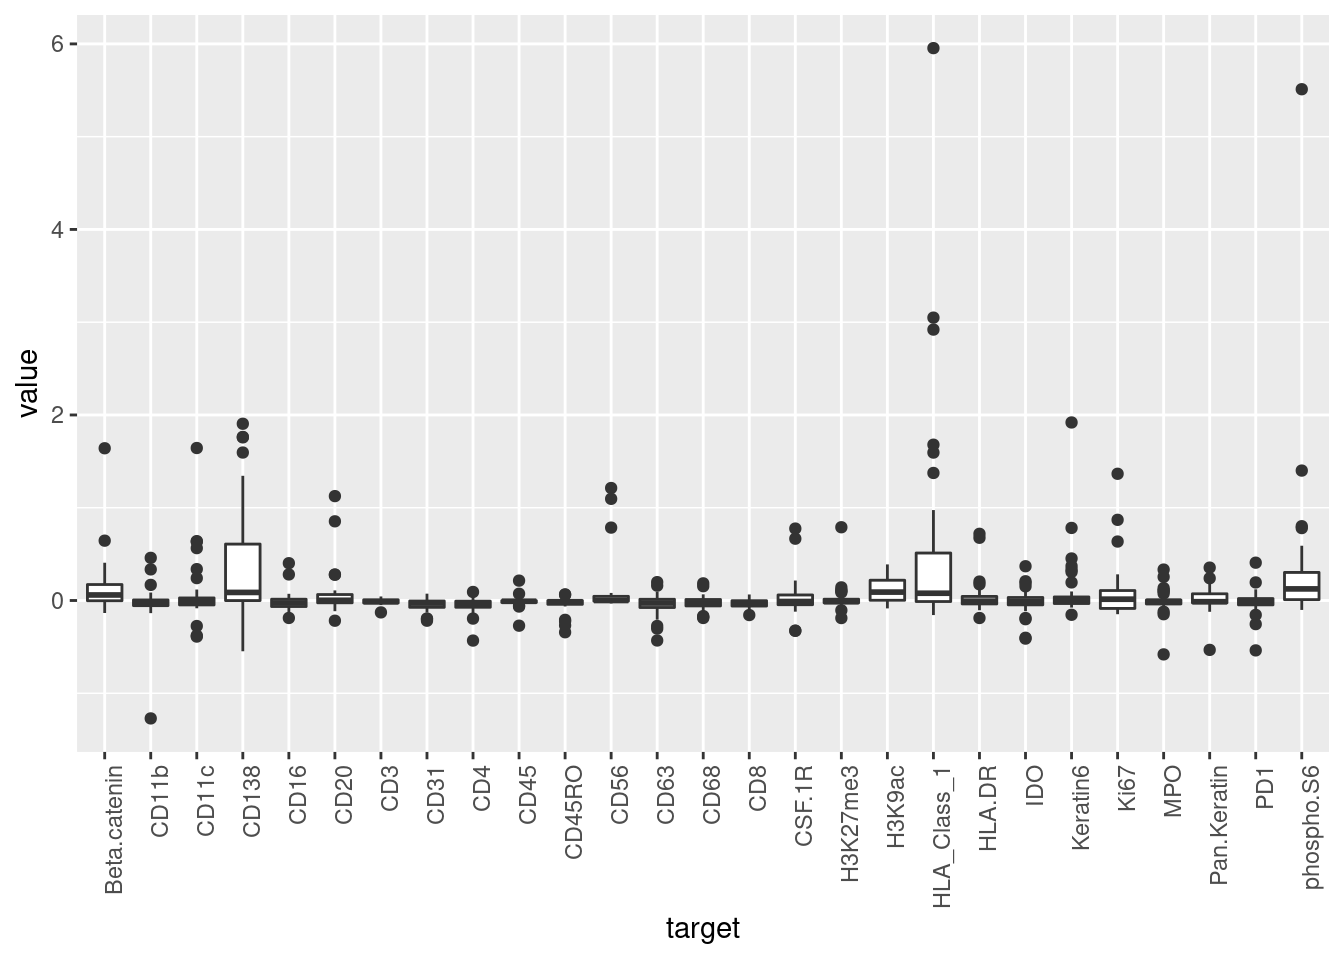 6
4
2
0
value
Beta.catenin
CD11b
CD11c
CD138
CD16
CD20
CD3
CD31
CD4
CD45
CD45RO
CD56
CD63
CD68
CD8
CSF.1R
H3K27me3
H3K9ac
HLA_Class_1
HLA.DR
IDO
Keratin6
Ki67
MPO
Pan.Keratin
PD1
phospho.S6
target